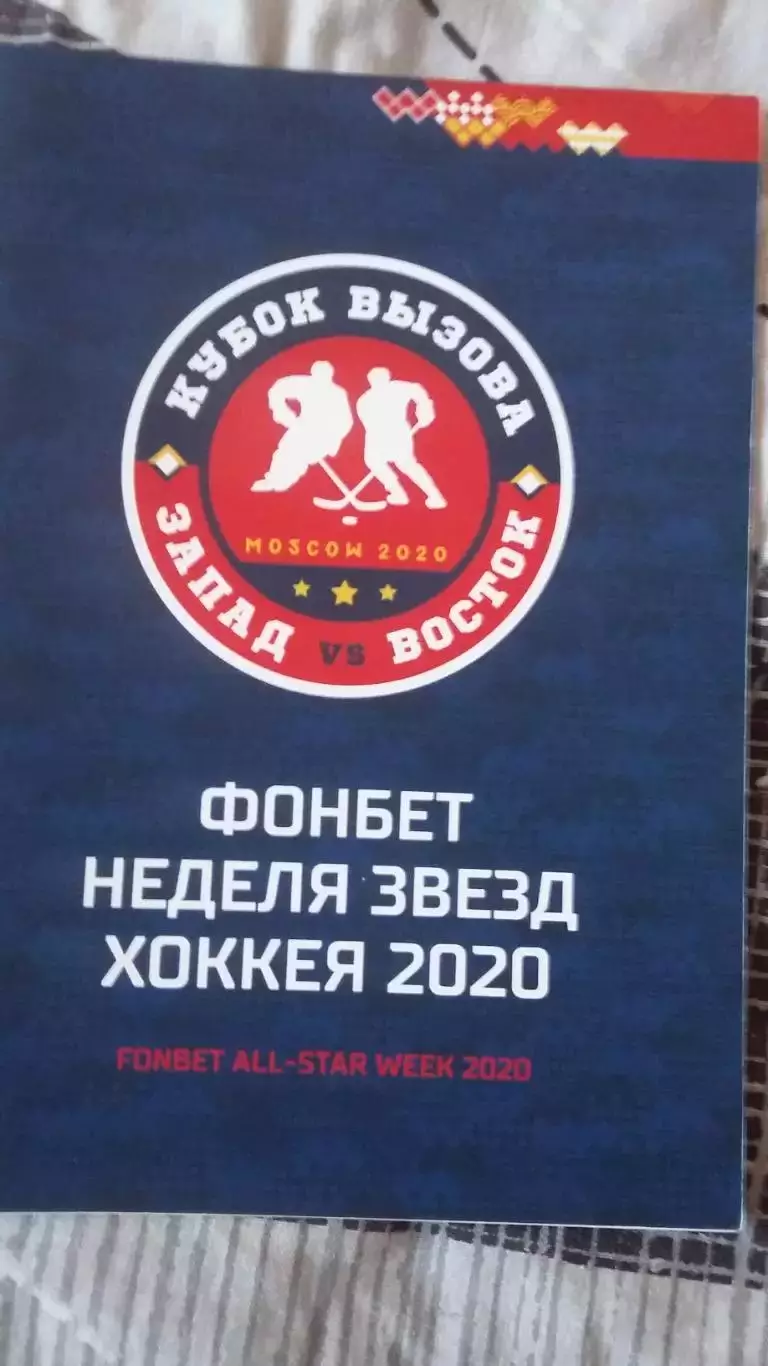 КУБОК ВЫЗОВА
MOSCOW 2020
ЗАПАД VS ВОСТОК
ФОНБЕТ
НЕДЕЛЯ ЗВЕЗД
ХОККЕЯ 2020
FONBET ALL-STAR WEEK 2020